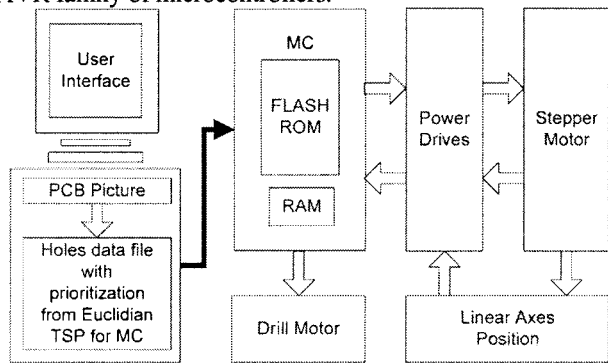 family of microcontrollers.
User
Interface
PCB Picture
Holes data file
with
prioritization
from Euclidian
TSP for MC
MC
FLASH
ROM
RAM
Drill Motor
Power
Drives
Stepper
Motor
Linear Axes
Position